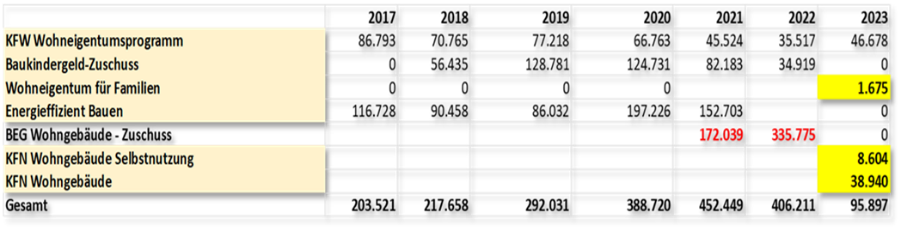 2017 2018 2019 2020 2021 2022 2023
KFW Wohneigentumsprogramm 86.793 70.765 77.218 66.763 45.524 35.517 46.678
Baukindergeld-Zuschuss 0 56.435 128.781 124.731 82.183 34.919 0
Wohneigentum für Familien 0 0 0 0 1.675
Energieffizient Bauen 116.728 90.458 86.032 197.226 152.703 0
BEG Wohngebäude - Zuschuss 172.039 335.775 0
KFN Wohngebäude Selbstnutzung 8.604
KFN Wohngebäude 38.940
Gesamt 203.521 217.658 292.031 388.720 452.449 406.211 95.897